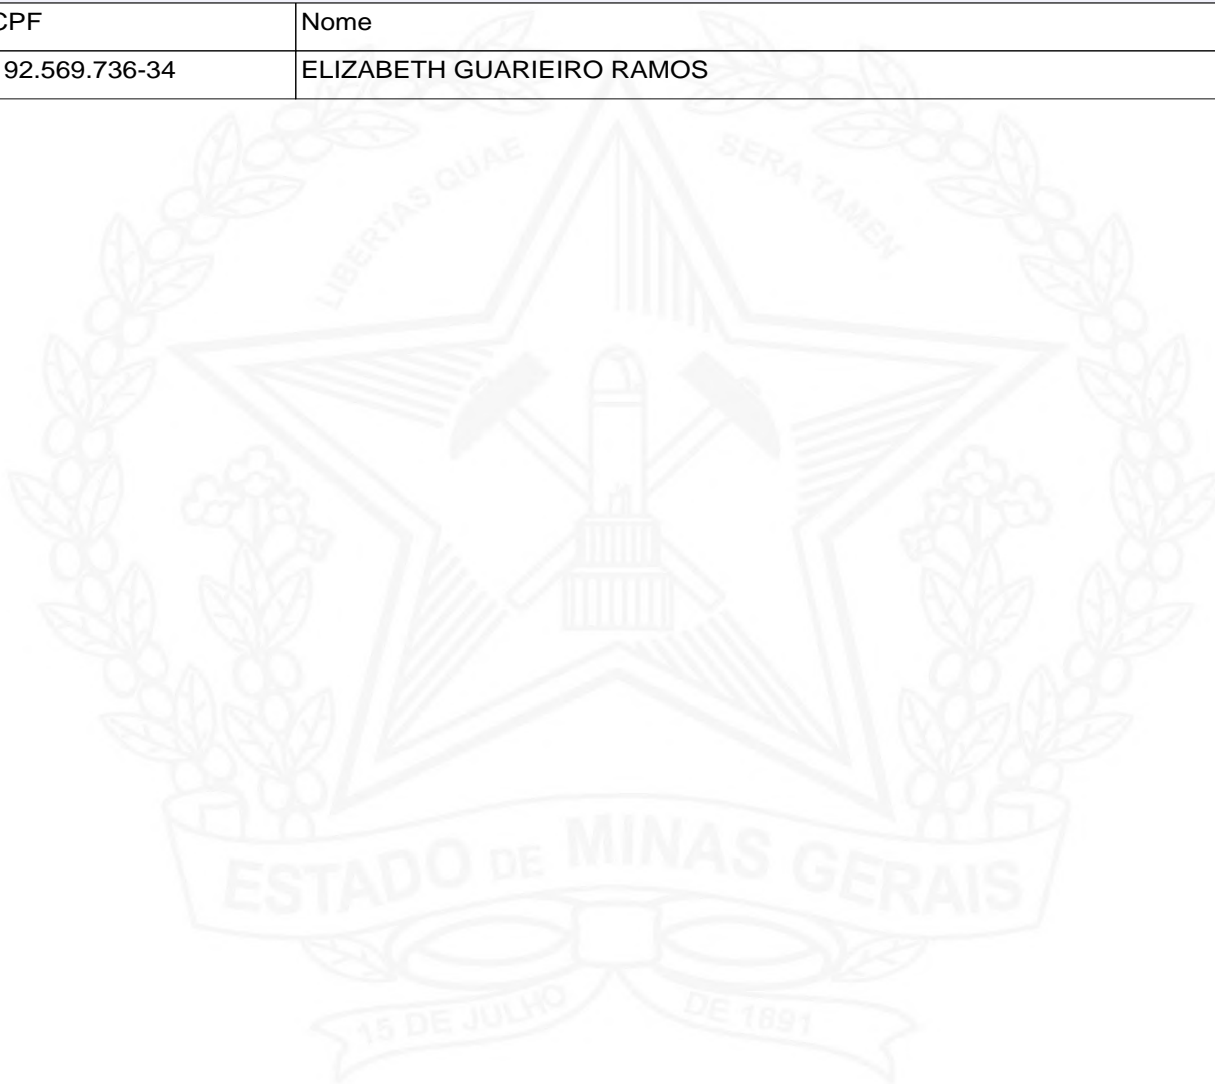 CPF Nome
92.569.736-34 ELIZABETH GUARIEIRO RAMOS
LIBERTAS QUAE SERA TAMEN
ESTADO DE MINAS GERAIS
15 DE JULHO DE 1891